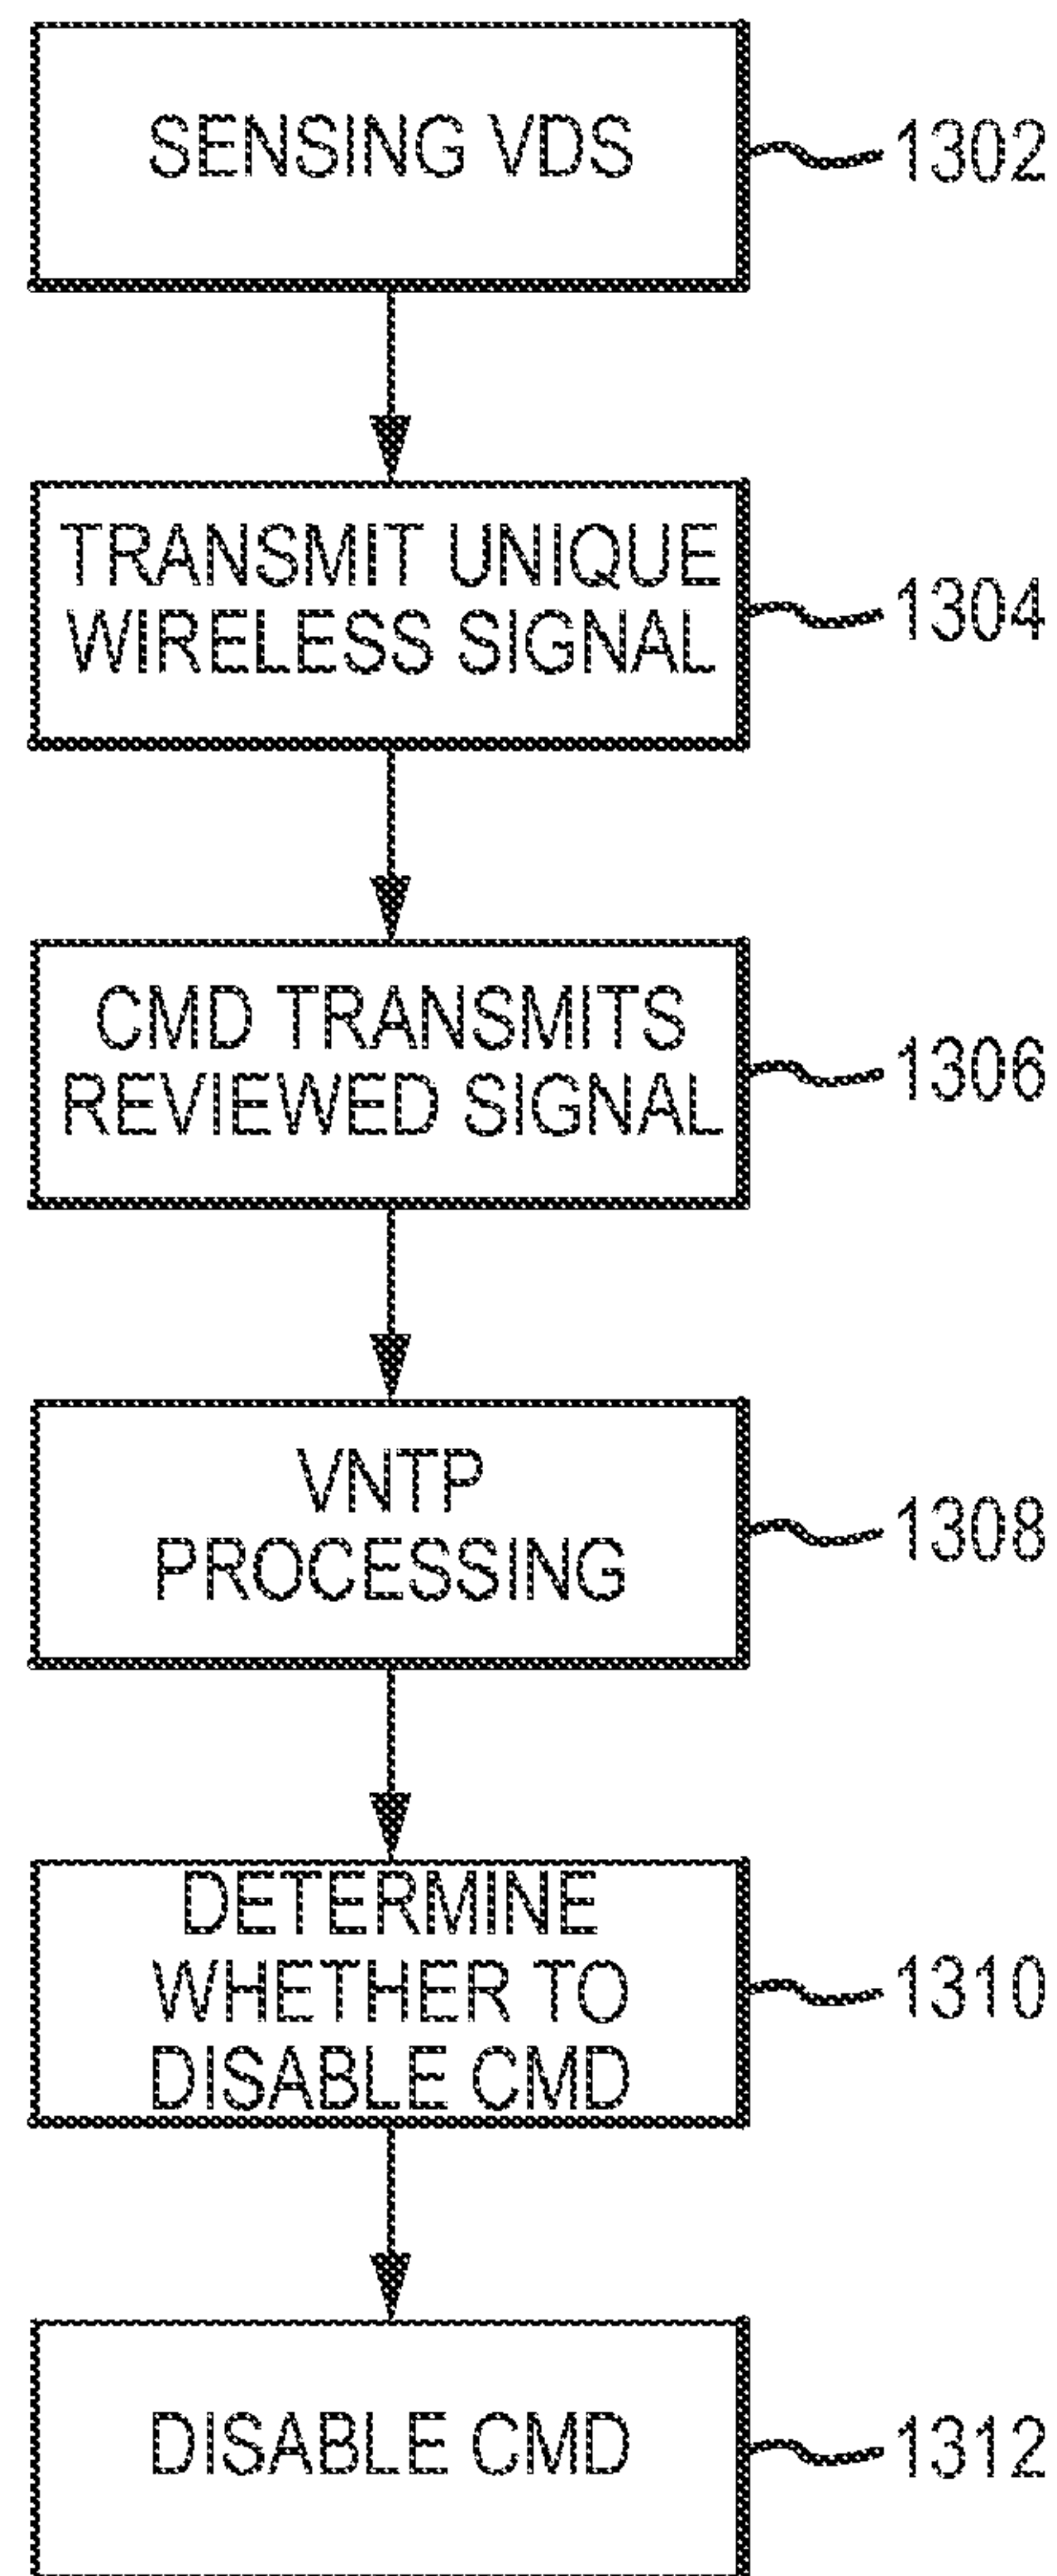 SENSING VDS
1302
TRANSMIT UNIQUE
WIRELESS SIGNAL
1304
CMD TRANSMITS
REVIEWED SIGNAL
1306
VNTP
PROCESSING
1308
DETERMINE
WHETHER TO
DISABLE CMD
1310
DISABLE CMD
1312